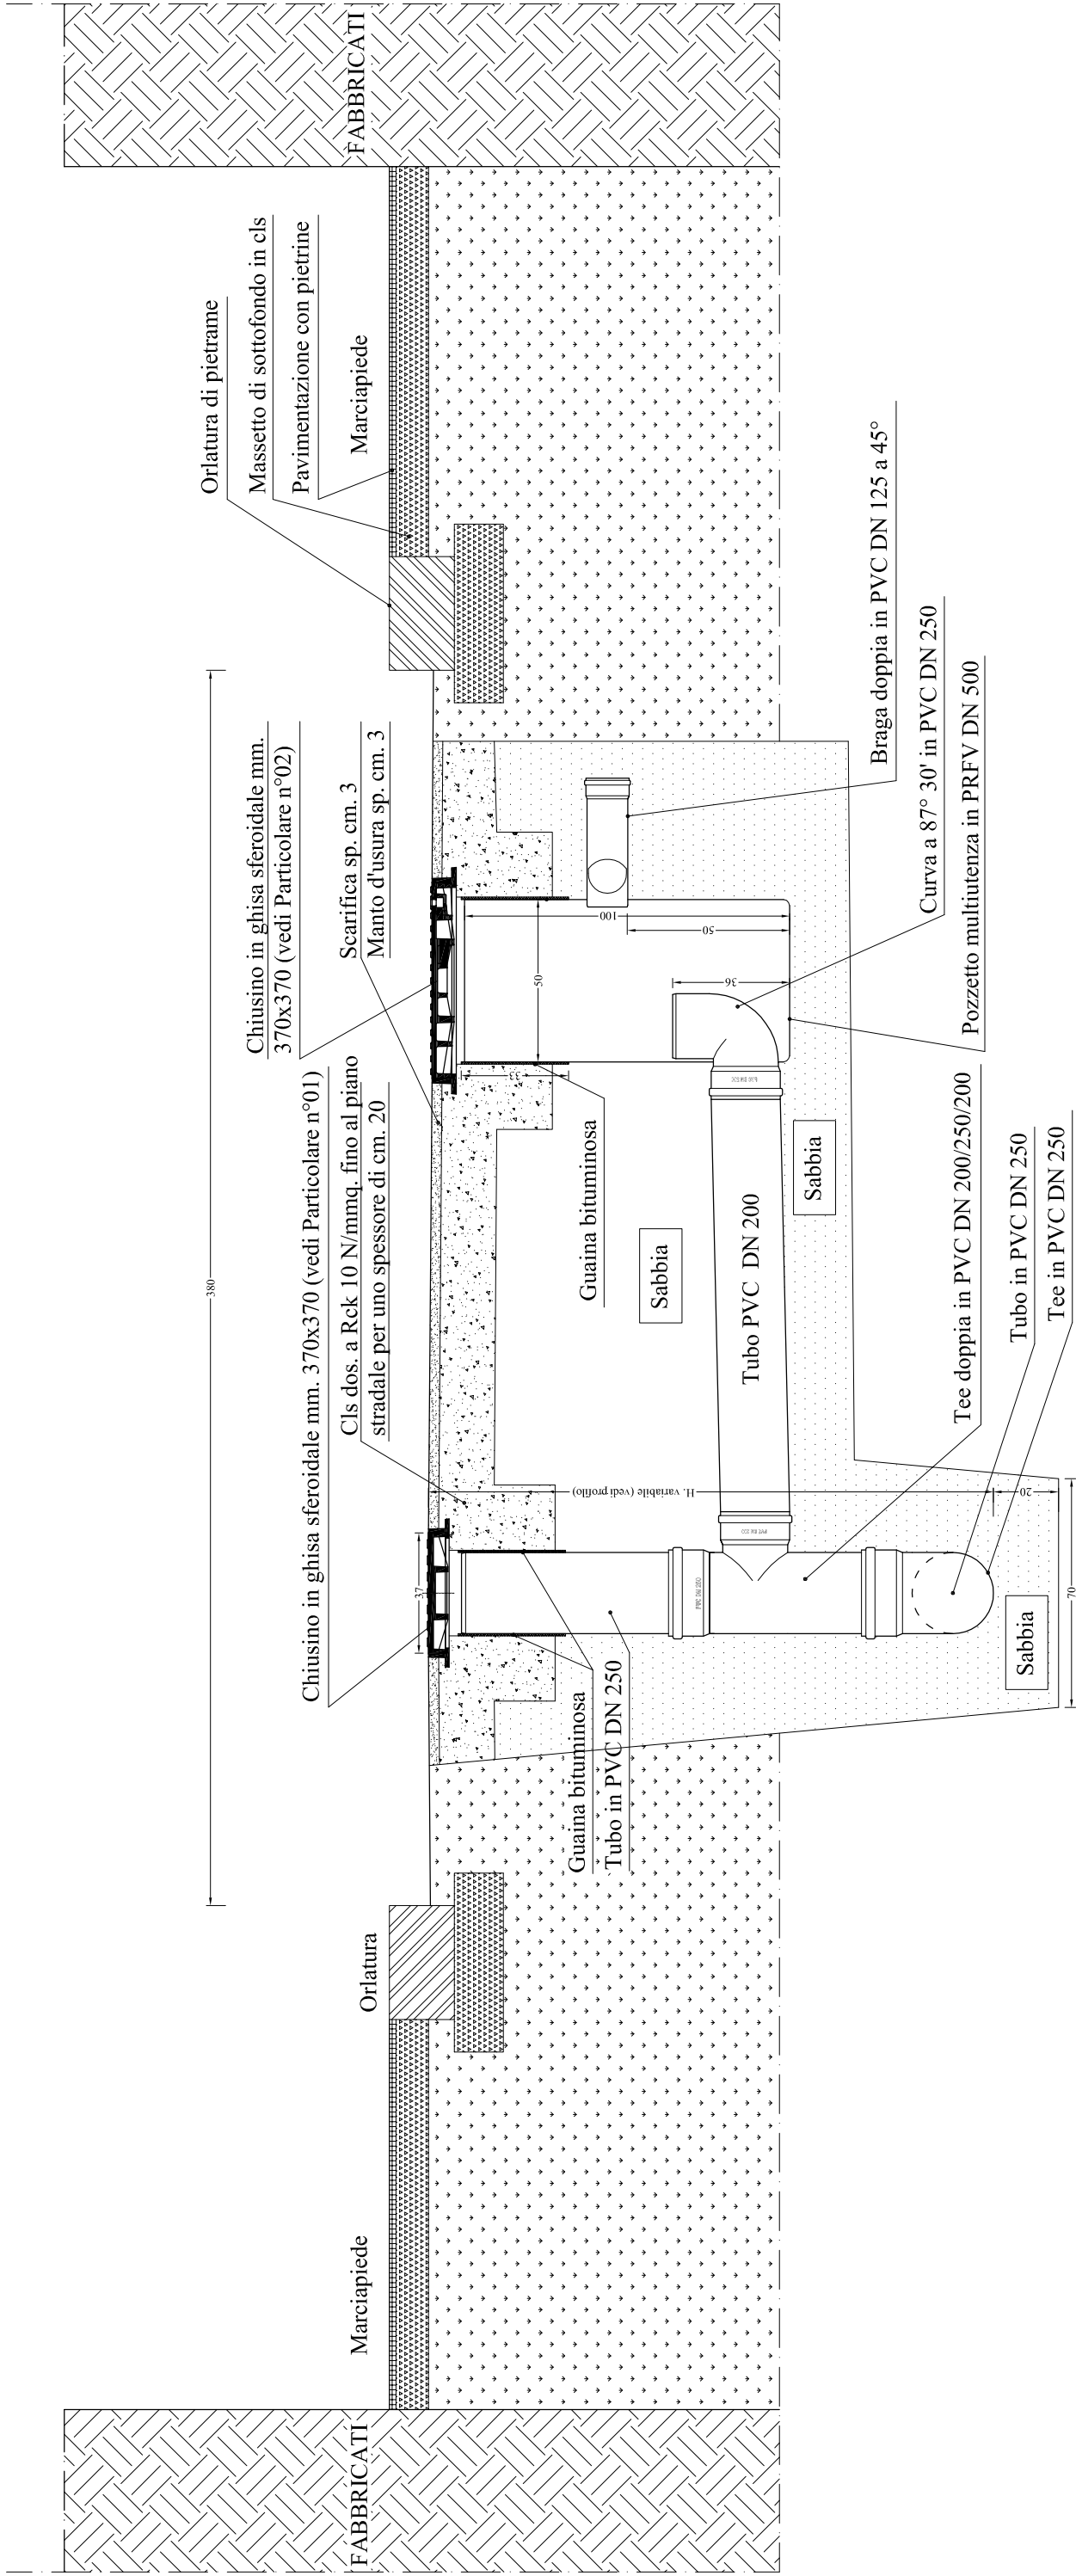 FABBRICATI
Marciapiede
Orlatura
380
Chiusino in ghisa sferoidale mm. 370x370 (vedi Particolare n°01)
Cls dos. a Rck 10 N/mmq. fino al piano
stradale per uno spessore di cm. 20
Chiusino in ghisa sferoidale mm.
370x370 (vedi Particolare n°02)
Scarifica sp. cm. 3
Manto d'usura sp. cm. 3
Orlatura di pietrame
Massetto di sottofondo in cls
Pavimentazione con pietrine
Marciapiede
FABBRICATI
37
33
50
100
50
36
Guaina bituminosa
Tubo in PVC DN 250
Guaina bituminosa
Sabbia
Tubo PVC DN 200
Sabbia
H. variabile (vedi profilo)
20
70
Sabbia
Braga doppia in PVC DN 125 a 45°
Curva a 87° 30' in PVC DN 250
Pozzetto multiutenza in PRFV DN 500
Tee doppia in PVC DN 200/250/200
Tubo in PVC DN 250
Tee in PVC DN 250